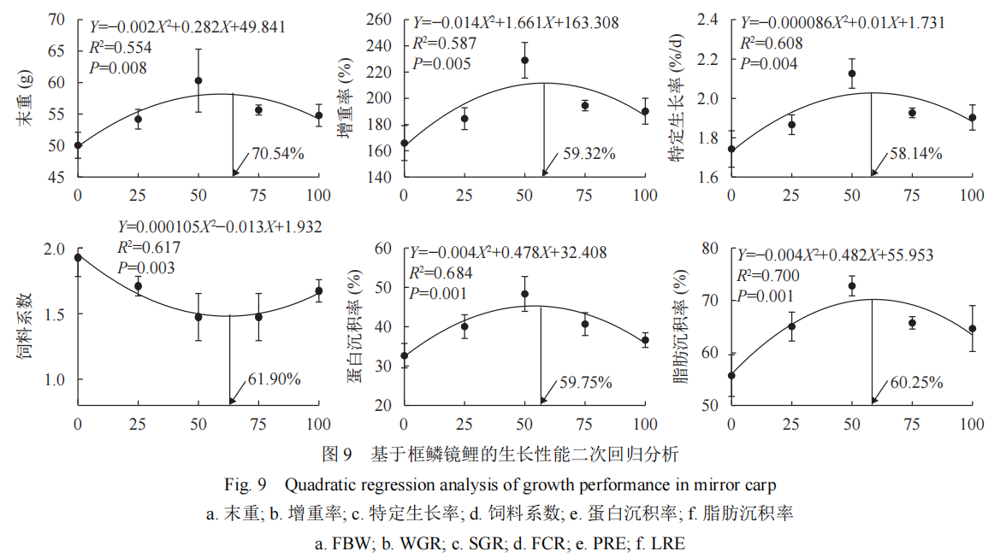 末重 (g)
70
65
60
55
50
45
Y=−0.002X²+0.282X+49.841
R²=0.554
P=0.008
70.54%
0 25 50 75 100
增重率 (%)
260
240
220
200
180
160
140
Y=−0.014X²+1.661X+163.308
R²=0.587
P=0.005
59.32%
0 25 50 75 100
特定生长率 (%/d)
2.4
2.2
2.0
1.8
1.6
Y=−0.000086X²+0.01X+1.731
R²=0.608
P=0.004
58.14%
0 25 50 75 100
饲料系数
2.0
1.5
1.0
Y=0.000105X²−0.013X+1.932
R²=0.617
P=0.003
61.90%
0 25 50 75 100
蛋白沉积率 (%)
60
50
40
30
20
Y=−0.004X²+0.478X+32.408
R²=0.684
P=0.001
59.75%
0 25 50 75 100
脂肪沉积率 (%)
80
70
60
50
Y=−0.004X²+0.482X+55.953
R²=0.700
P=0.001
60.25%
0 25 50 75 100
图 9 基于框鳞镜鲤的生长性能二次回归分析
Fig. 9 Quadratic regression analysis of growth performance in mirror carp
a. 末重; b. 增重率; c. 特定生长率; d. 饲料系数; e. 蛋白沉积率; f. 脂肪沉积率
a. FBW; b. WGR; c. SGR; d. FCR; e. PRE; f. LRE